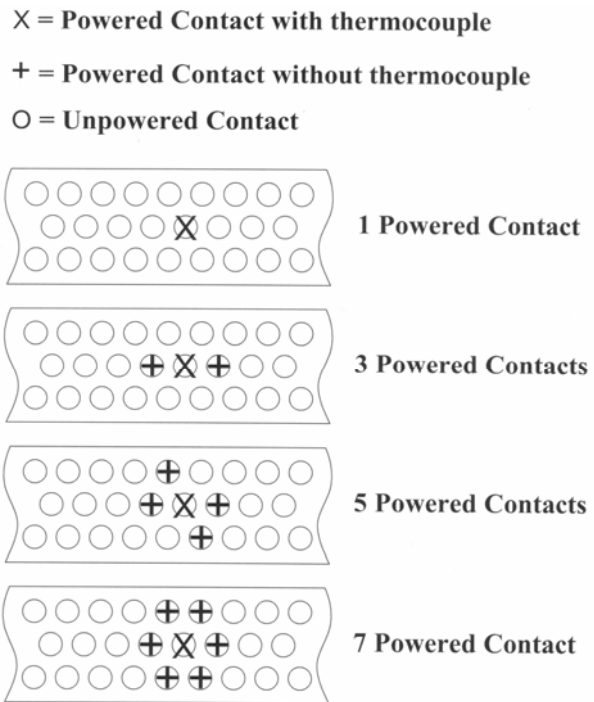 X = Powered Contact with thermocouple
+ = Powered Contact without thermocouple
O = Unpowered Contact
1 Powered Contact
3 Powered Contacts
5 Powered Contacts
7 Powered Contact